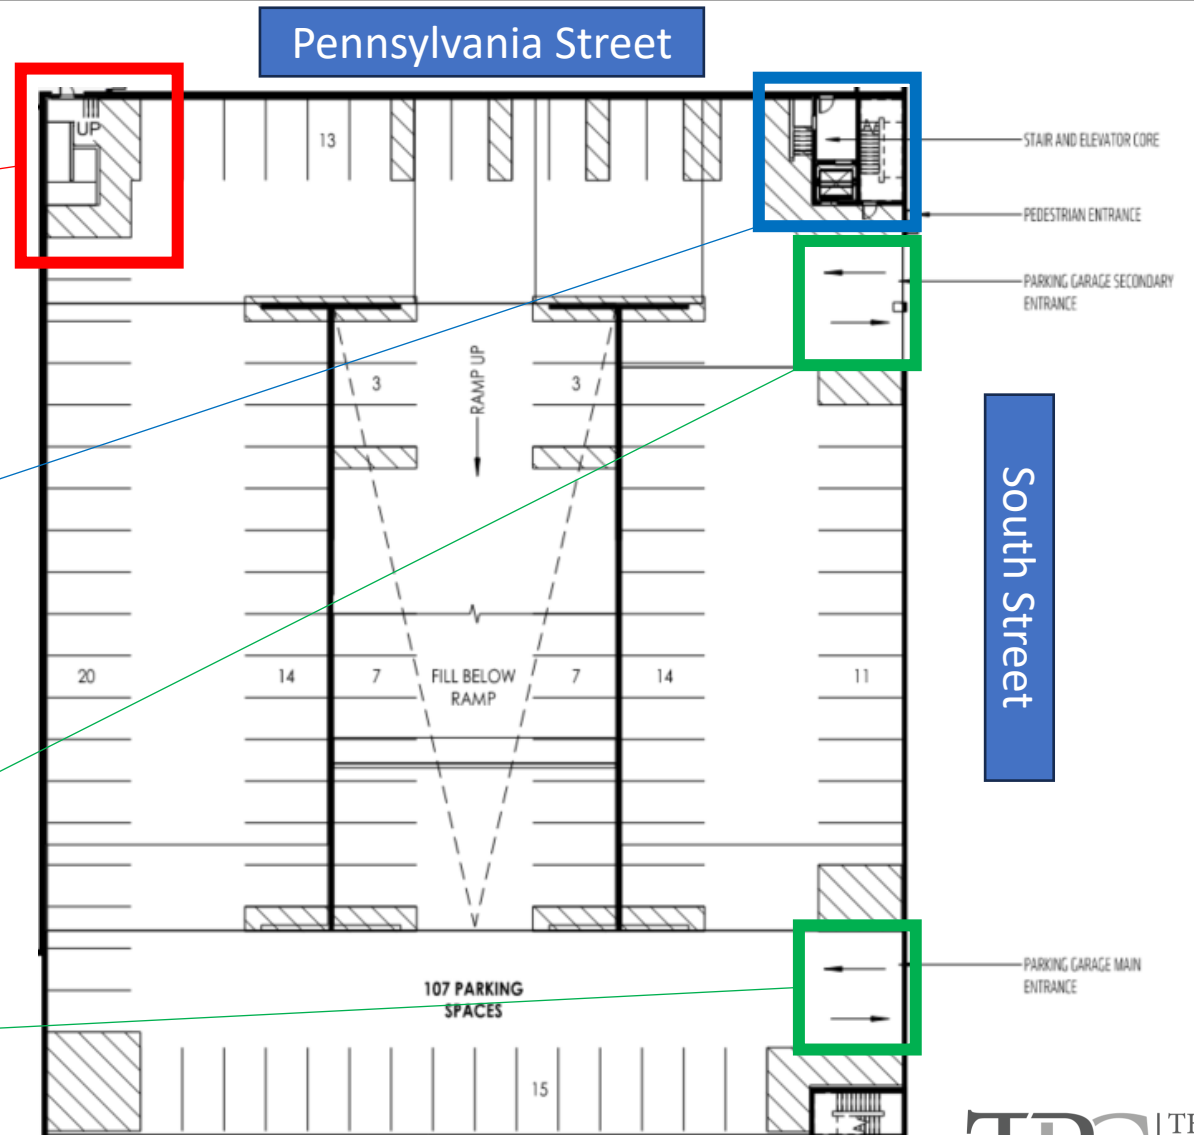 Pennsylvania Street
UP
13
STAIR AND ELEVATOR CORE
PEDESTRIAN ENTRANCE
PARKING GARAGE SECONDARY
ENTRANCE
3
RAMP UP
3
South Street
20
14
7
FILL BELOW
RAMP
7
14
11
107 PARKING
SPACES
PARKING GARAGE MAIN
ENTRANCE
15